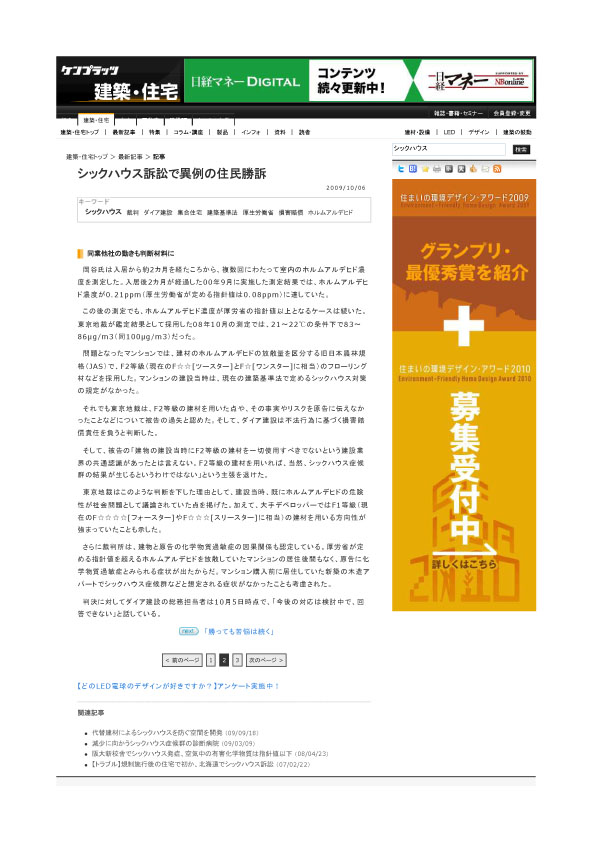 ケンプラッツ
建築・住宅
日経マネーDIGITAL
コンテンツ
続々更新中!
日経マネー
SUPPORTED BY
NBonline
雑誌・書籍・セミナー | 会員登録・変更
建築・住宅
建築・住宅トップ | 最新記事 | 特集 | コラム・講座 | 製品 | インフォ | 資料 | 読者
建材・設備 | LED | デザイン | 建築の鼓動
建築・住宅トップ > 最新記事 > 記事
シックハウス
検索
シックハウス訴訟で異例の住民勝訴
2009/10/06
キーワード
シックハウス 裁判 ダイア建設 集合住宅 建築基準法 厚生労働省 損害賠償 ホルムアルデヒド
同業他社の動きも判断材料に
岡谷氏は入居から約2カ月を経たころから、複数回にわたって室内のホルムアルデヒド濃
度を測定した。入居後2カ月が経過した00年9月に実施した測定結果では、ホルムアルデヒ
ド濃度が0.21ppm(厚生労働省が定める指針値は0.08ppm)に達していた。
この後の測定でも、ホルムアルデヒド濃度が厚労省の指針値以上となるケースは続いた。
東京地裁が鑑定結果として採用した08年10月の測定では、21~22℃の条件下で83~
86μg/m3(同100μg/m3)だった。
問題となったマンションでは、建材のホルムアルデヒドの放散量を区分する旧日本農林規
格(JAS)で、F2等級(現在のF☆☆[ツースター]とF☆[ワンスター]に相当)のフローリング
材などを採用した。マンションの建設当時は、現在の建築基準法で定めるシックハウス対策
の規定がなかった。
それでも東京地裁は、F2等級の建材を用いた点や、その事実やリスクを原告に伝えなか
ったことなどについて被告の過失と認めた。そして、ダイア建設は不法行為に基づく損害賠
償責任を負うと判断した。
そして、被告の「建物の建設当時にF2等級の建材を一切使用すべきでないという建設業
界の共通認識があったとは言えない。F2等級の建材を用いれば、当然、シックハウス症候
群の結果が生じるというわけではない」という主張を退けた。
東京地裁はこのような判断を下した理由として、建設当時、既にホルムアルデヒドの危険
性が社会問題として議論されていた点を掲げた。加えて、大手デベロッパーではF1等級(現
在のF☆☆☆☆[フォースター]やF☆☆☆[スリースター]に相当)の建材を用いる方向性が
強まっていたことも示した。
さらに裁判所は、建物と原告の化学物質過敏症の因果関係も認定している。厚労省が定
める指針値を超えるホルムアルデヒドを放散していたマンションの居住後間もなく、原告に化
学物質過敏症とみられる症状が出たからだ。マンション購入前に居住していた新築の木造ア
パートでシックハウス症候群などと想定される症状がなかったことも考慮された。
判決に対してダイア建設の総務担当者は10月5日時点で、「今後の対応は検討中で、回
答できない」と話している。
next 「勝っても苦悩は続く」
< 前のページ 1 2 3 次のページ >
【どのLED電球のデザインが好きですか?】アンケート実施中!
関連記事
代替建材によるシックハウスを防ぐ空間を開発 (09/09/18)
減少に向かうシックハウス症候群の診断病院 (09/03/09)
阪大新校舎でシックハウス発症、空気中の有害化学物質は指針値以下 (08/04/23)
【トラブル】規制施行後の住宅で初か、北海道でシックハウス訴訟 (07/02/22)
住まいの環境デザイン・アワード2009
Environment-Friendly Home Design Award 2009
グランプリ・
最優秀賞を紹介
住まいの環境デザイン・アワード2010
Environment-Friendly Home Design Award 2010
募集受付中
詳しくはこちら